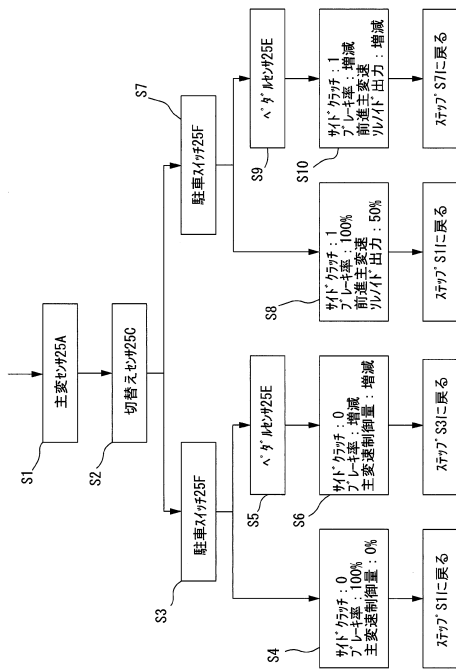 S1
主変センサ25A
S2
切替えセンサ25C
S3
駐車スイッチ25F
S7
駐車スイッチ25F
S5
ペダルセンサ25E
S9
ペダルセンサ25E
S4
サイドクラッチ：0
ブレーキ率：100%
主変速制御量：0%
S6
サイドクラッチ：0
ブレーキ率：増減
主変速制御量：増減
S8
サイドクラッチ：1
ブレーキ率：100%
前進主変速
ソルノイド出力：50%
S10
サイドクラッチ：1
ブレーキ率：増減
前進主変速
ソルノイド出力：増減
ステップS1に戻る
ステップS3に戻る
ステップS1に戻る
ステップS7に戻る